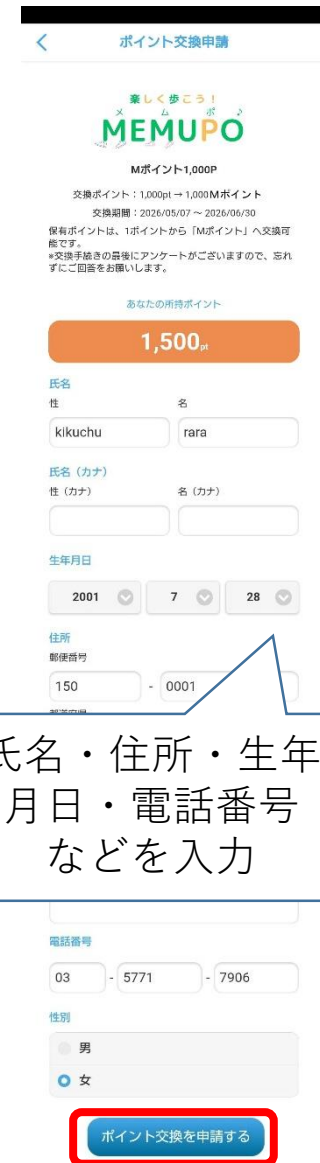 ポイント交換申請
楽しく歩こう！
メムポ♪
MEMUPO
Mポイント1,000P
交換ポイント：1,000pt → 1,000Mポイント
交換期間：2026/05/07 ～ 2026/06/30
保有ポイントは、1ポイントから「Mポイント」へ交換可
能です。
*交換手続きの最後にアンケートがございますので、忘れ
ずにご回答をお願いします。
あなたの所持ポイント
1,500pt
氏名
性 名
kikuchu rara
氏名（カナ）
性（カナ） 名（カナ）
生年月日
2001 7 28
住所
郵便番号
150 - 0001
氏名・住所・生年
月日・電話番号
などを入力
電話番号
03 - 5771 - 7906
性別
男
女
ポイント交換を申請する